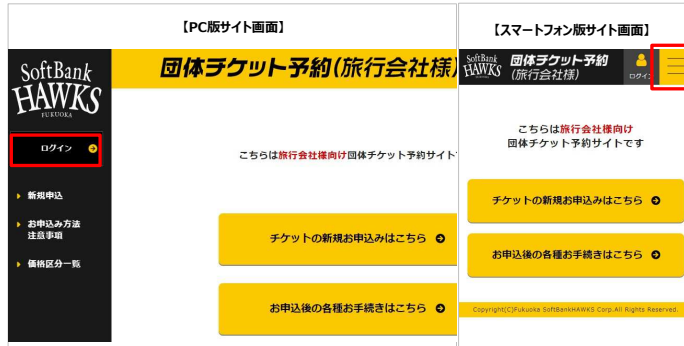 【PC版サイト画面】
SoftBank
HAWKS
FUKUOKA
ログイン
新規申込
お申込み方法
注意事項
価格区分一覧
団体チケット予約(旅行会社様)
こちらは旅行会社様向け団体チケット予約サイト
チケットの新規お申込みはこちら
お申込後の各種お手続きはこちら
【スマートフォン版サイト画面】
SoftBank
HAWKS
団体チケット予約
(旅行会社様)
ログイン
こちらは旅行会社様向け
団体チケット予約サイトです
チケットの新規お申込みはこちら
お申込後の各種お手続きはこちら
Copyright(C)Fukuoka SoftBankHAWKS Corp.All Rights Reserved.